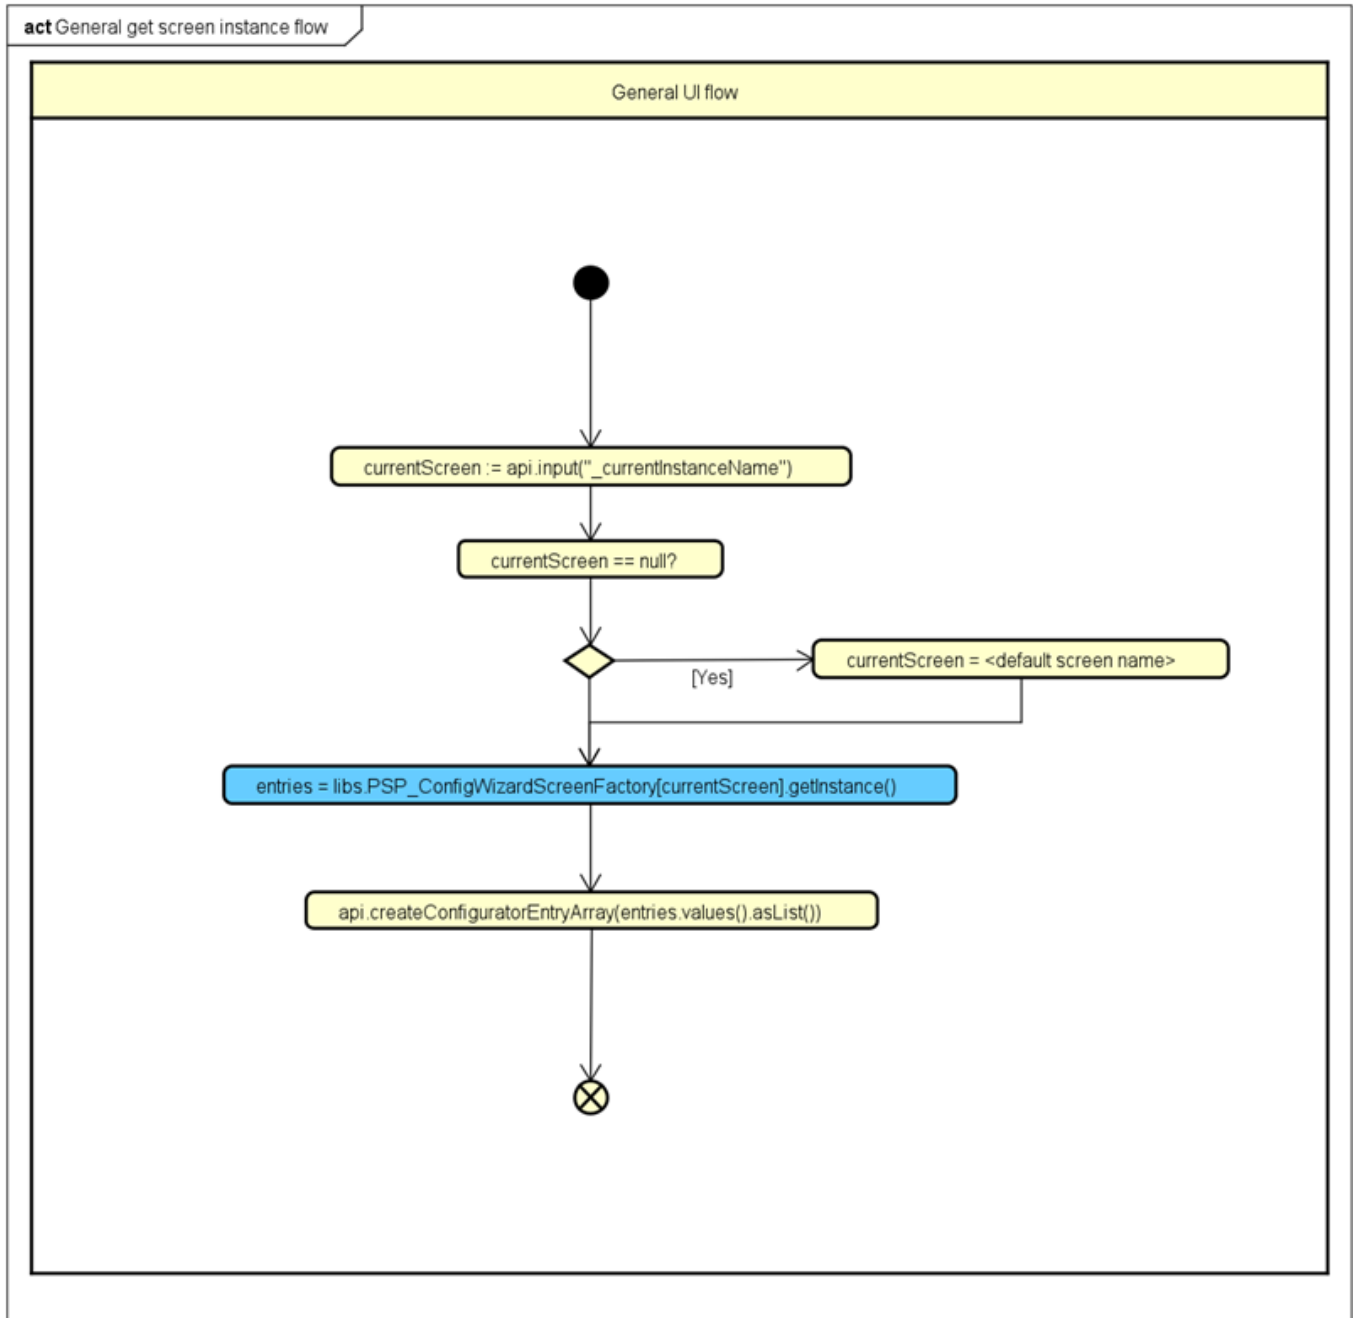 act General get screen instance flow
General UI flow
currentScreen := api.input("_currentInstanceName")
currentScreen == null?
[Yes]
currentScreen = <default screen name>
entries = libs.PSP_ConfigWizardScreenFactory[currentScreen].getInstance()
api.createConfiguratorEntryArray(entries.values().asList())